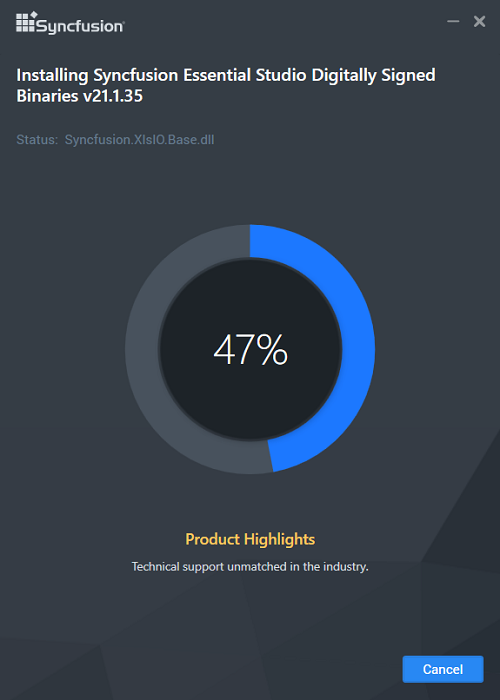 Syncfusion
Installing Syncfusion Essential Studio Digitally Signed
Binaries v21.1.35
Status: Syncfusion.XlsIO.Base.dll
47%
Product Highlights
Technical support unmatched in the industry.
Cancel